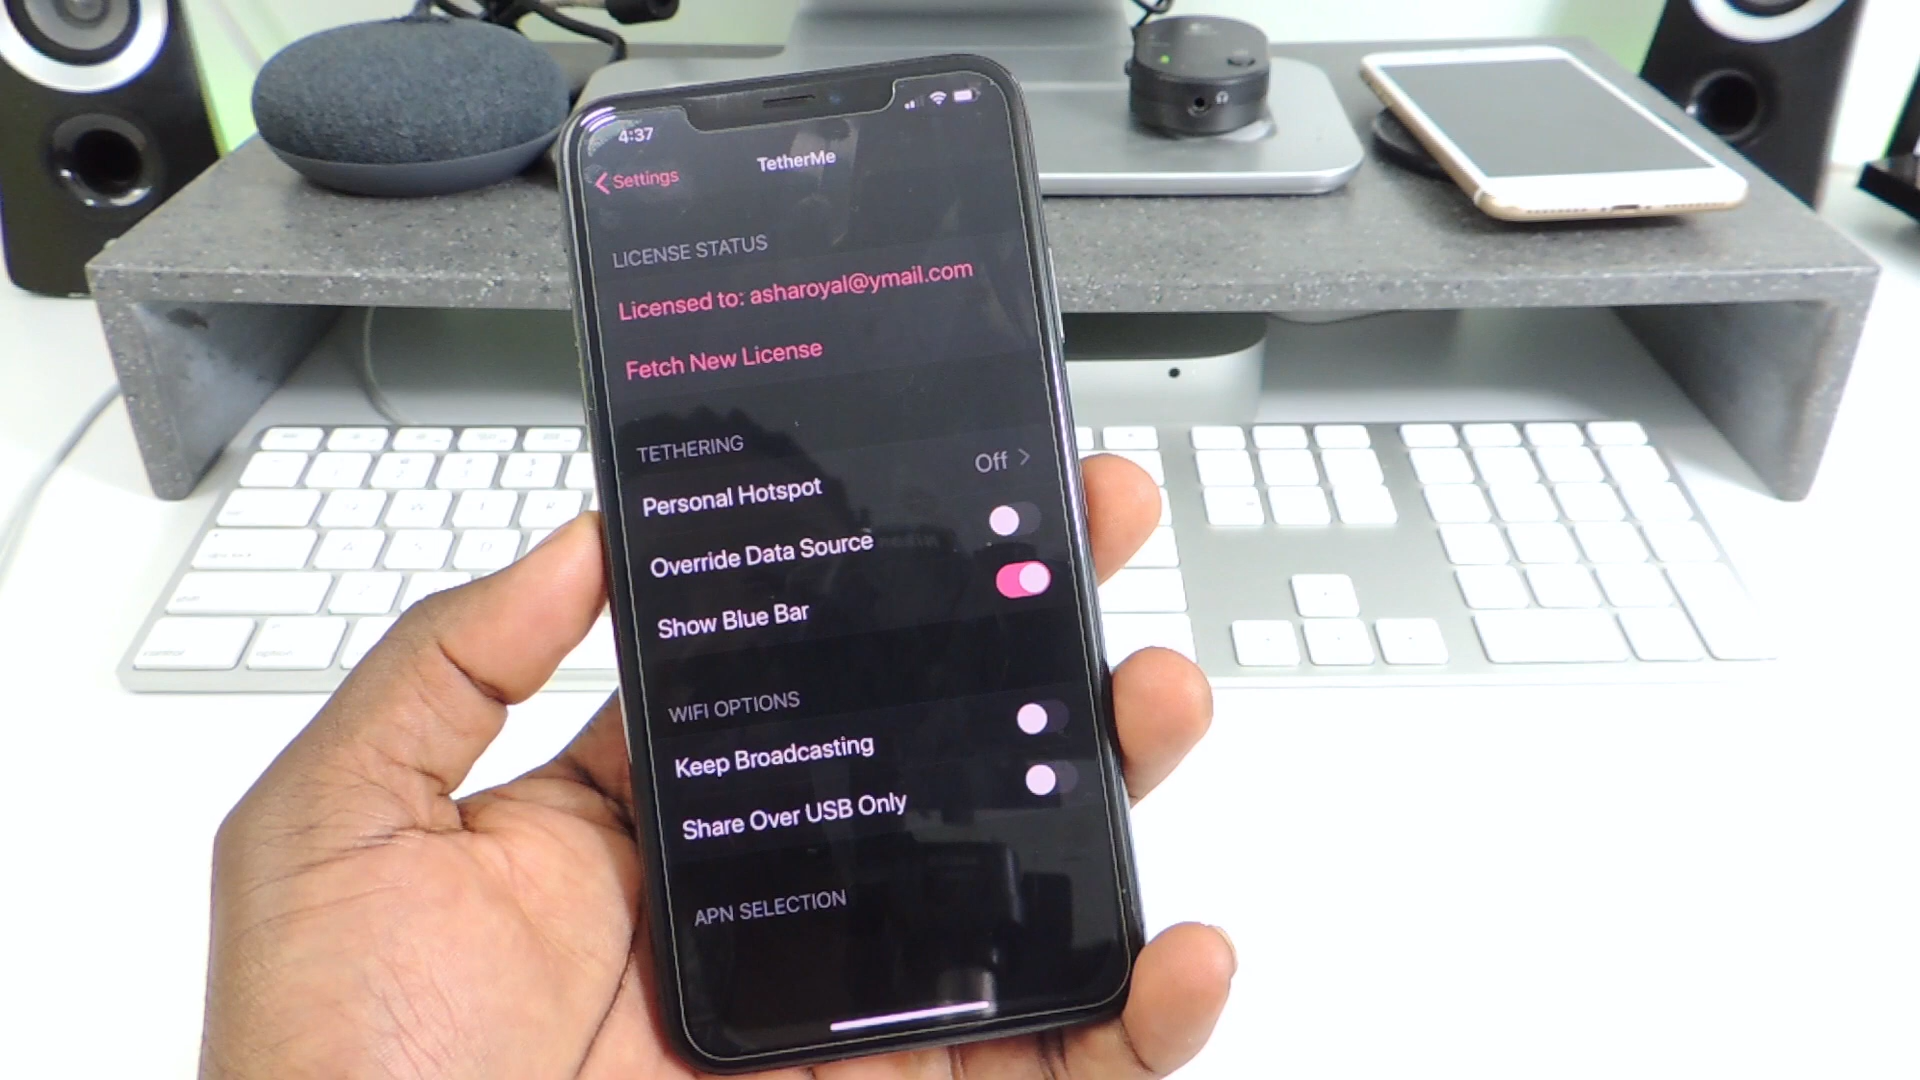 4:37
Settings
TetherMe
LICENSE STATUS
Licensed to: asharoyal@ymail.com
Fetch New License
TETHERING
Personal Hotspot Off
Override Data Source
Show Blue Bar
WIFI OPTIONS
Keep Broadcasting
Share Over USB Only
APN SELECTION